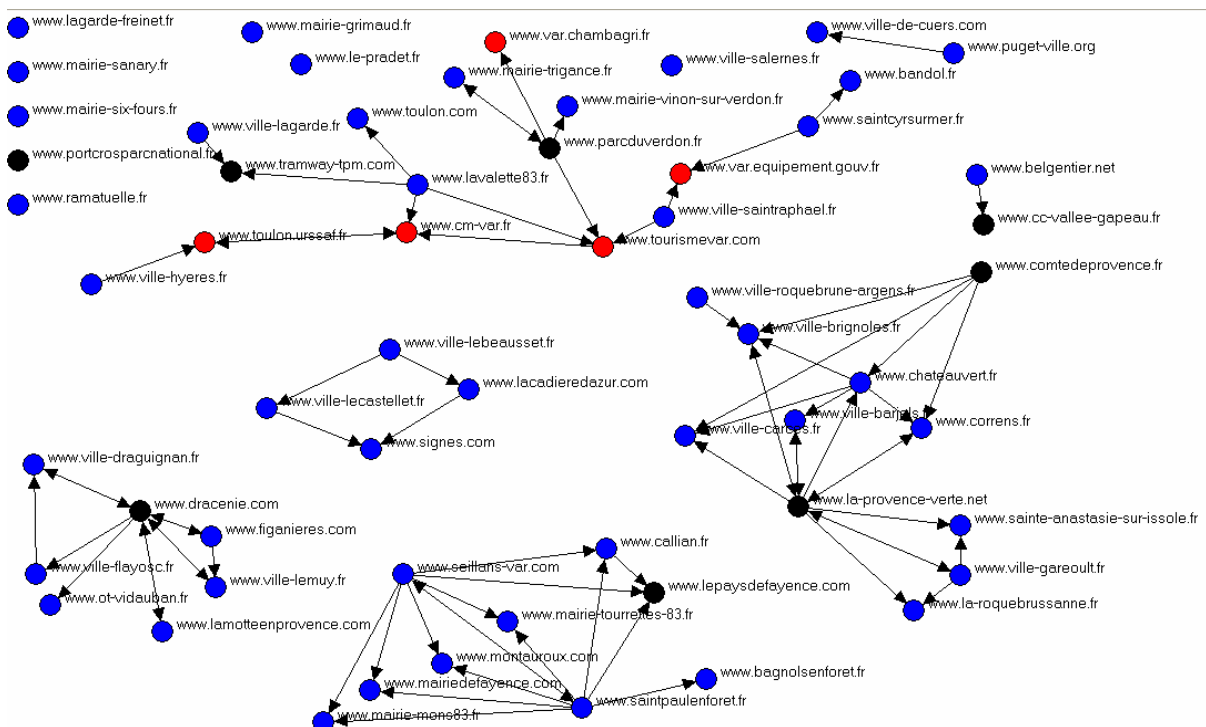 www.lagarde-freinet.fr
www.mairie-grimaud.fr
www.var.chambagri.fr
www.ville-de-cuers.com
www.puget-ville.org
www.mairie-sanary.fr
www.le-pradet.fr
www.mairie-trigance.fr
www.ville-salernes.fr
www.bandol.fr
www.mairie-six-fours.fr
www.toulon.com
www.mairie-vinon-sur-verdon.fr
www.saintcyrsurmer.fr
www.ville-lagarde.fr
www.parcduverdon.fr
www.portcrosparcnational.fr
www.tramway-tpm.com
www.var.equipement.gouv.fr
www.lavalette83.fr
www.belgentier.net
www.ramatuelle.fr
www.ville-saintraphael.fr
www.cc-vallee-gapeau.fr
www.toulon.urssaf.fr
www.cm-var.fr
www.tourismevar.com
www.ville-hyeres.fr
www.comtedeprovence.fr
www.ville-roquebrune-argens.fr
www.ville-brignoles.fr
www.ville-lebeausset.fr
www.chateauvert.fr
www.lacadieredazur.com
www.ville-lecastellet.fr
www.ville-barjols.fr
www.ville-carces.fr
www.correns.fr
www.signes.com
www.ville-draguignan.fr
www.dracenie.com
www.la-provence-verte.net
www.figanieres.com
www.sainte-anastasie-sur-issole.fr
www.callian.fr
www.ville-flayosc.fr
www.seillans-var.com
www.ville-gareoult.fr
www.ville-lemuy.fr
www.lepaysdefayence.com
www.ot-vidauban.fr
www.la-roquebrussanne.fr
www.mairie-tourrettes-83.fr
www.lamotteenprovence.com
www.montauroux.com
www.bagnolsenforet.fr
www.mairiedefayence.com
www.saintpaulenforet.fr
www.mairie-mons83.fr